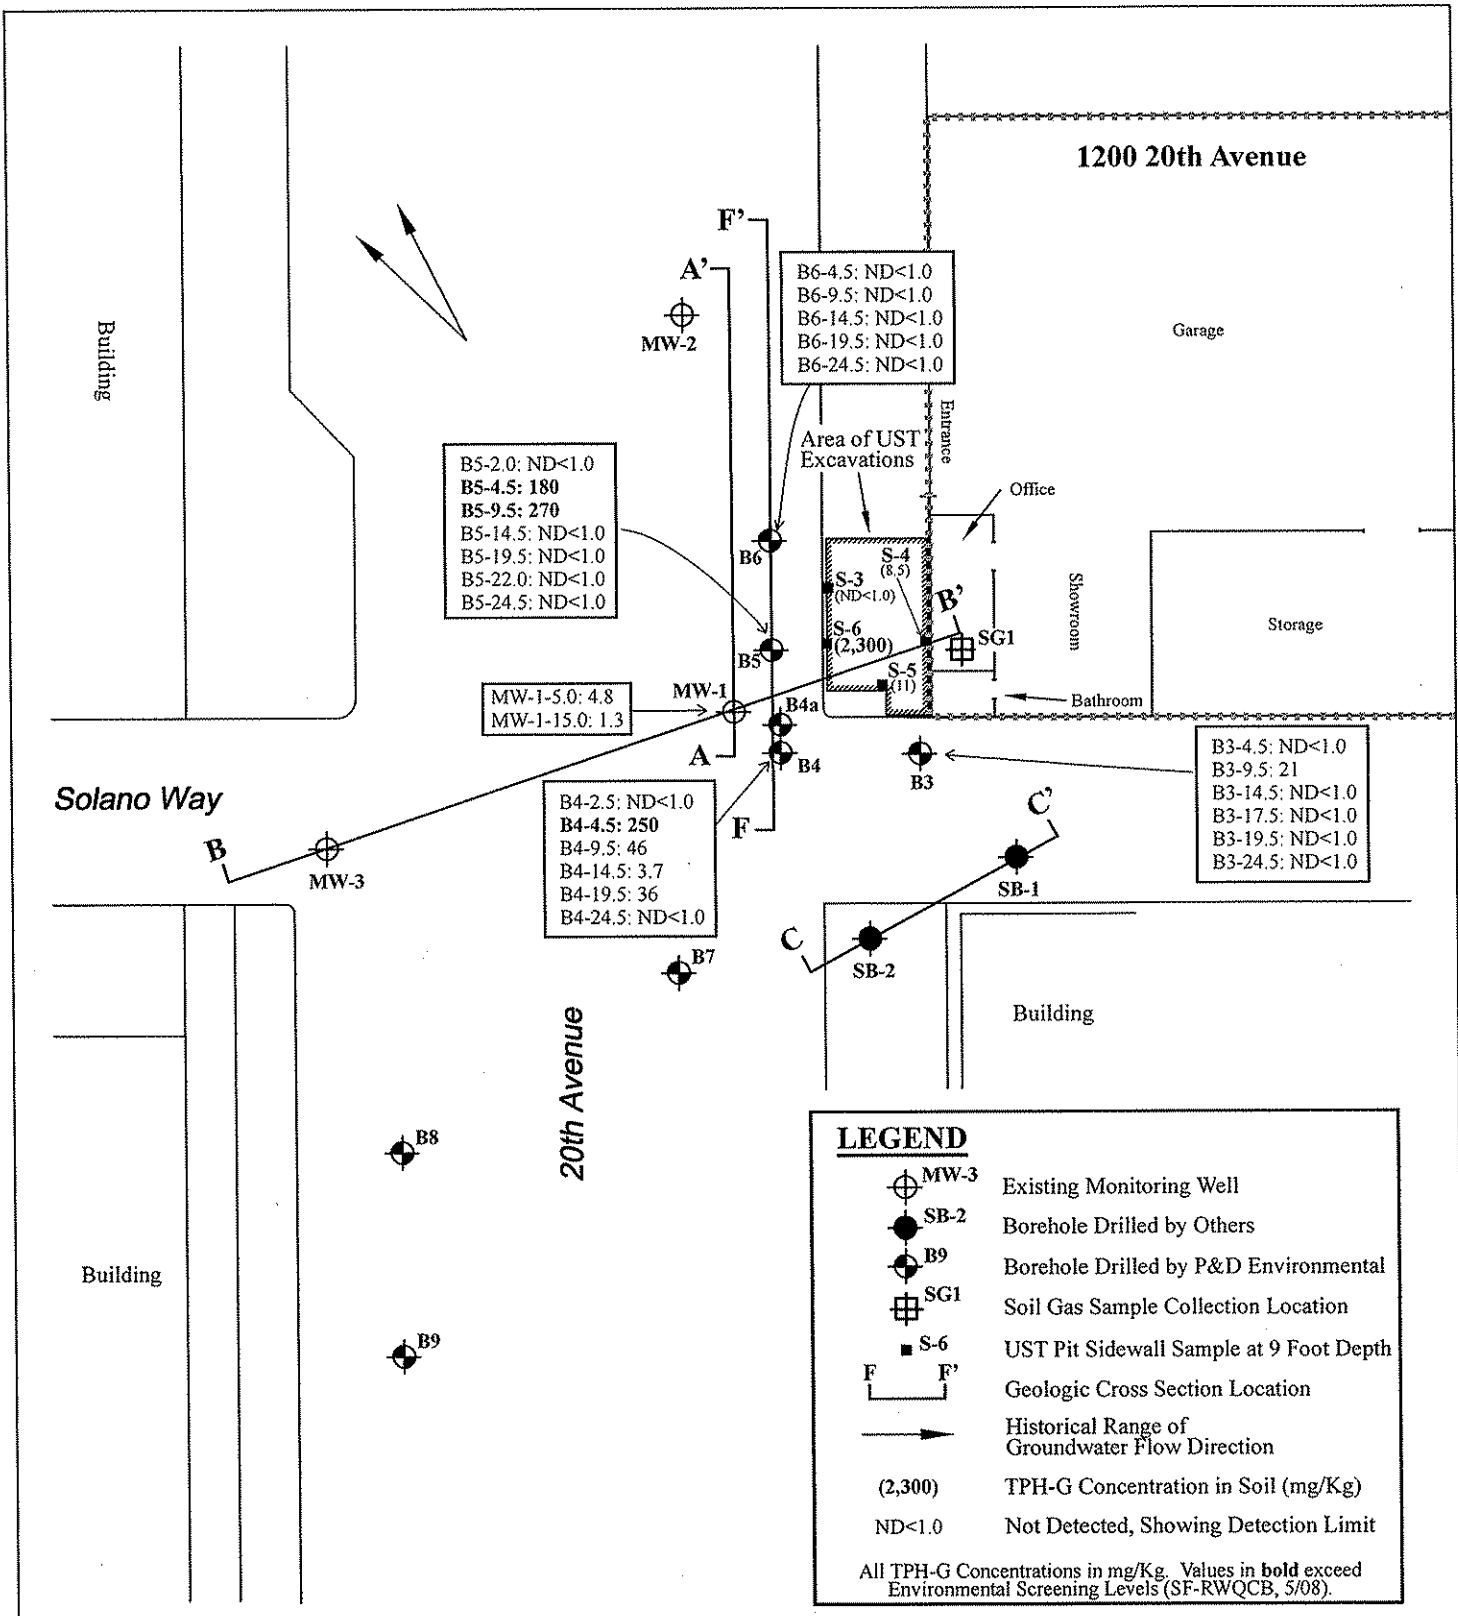 1200 20th Avenue
F'
A'
MW-2
B6-4.5: ND<1.0
B6-9.5: ND<1.0
B6-14.5: ND<1.0
B6-19.5: ND<1.0
B6-24.5: ND<1.0
Garage
Building
Entrance
Area of UST
Excavations
Office
B5-2.0: ND<1.0
B5-4.5: 180
B5-9.5: 270
B5-14.5: ND<1.0
B5-19.5: ND<1.0
B5-22.0: ND<1.0
B5-24.5: ND<1.0
B6
S-4
(8.5)
S-3
(ND<1.0)
B'
S-6
(2,300)
SG1
Showroom
Storage
B5
S-5
(11)
MW-1
MW-1-5.0: 4.8
MW-1-15.0: 1.3
Bathroom
B4a
A
B4
B3
B3-4.5: ND<1.0
B3-9.5: 21
B3-14.5: ND<1.0
B3-17.5: ND<1.0
B3-19.5: ND<1.0
B3-24.5: ND<1.0
Solano Way
B4-2.5: ND<1.0
B4-4.5: 250
B4-9.5: 46
B4-14.5: 3.7
B4-19.5: 36
B4-24.5: ND<1.0
F
C'
B
MW-3
SB-1
C
SB-2
B7
Building
20th Avenue
B8
Building
B9
LEGEND
MW-3 Existing Monitoring Well
SB-2 Borehole Drilled by Others
B9 Borehole Drilled by P&D Environmental
SG1 Soil Gas Sample Collection Location
S-6 UST Pit Sidewall Sample at 9 Foot Depth
F F' Geologic Cross Section Location
Historical Range of
Groundwater Flow Direction
(2,300) TPH-G Concentration in Soil (mg/Kg)
ND<1.0 Not Detected, Showing Detection Limit
All TPH-G Concentrations in mg/Kg. Values in bold exceed
Environmental Screening Levels (SF-RWQCB, 5/08).